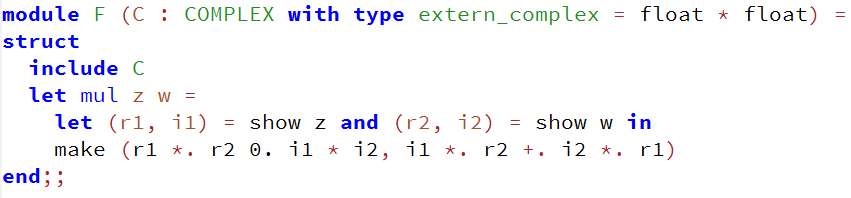 module F (C : COMPLEX with type extern_complex = float * float) =
struct
include C
let mul z w =
let (r1, i1) = show z and (r2, i2) = show w in
make (r1 *. r2 0. i1 * i2, i1 *. r2 +. i2 *. r1)
end;;